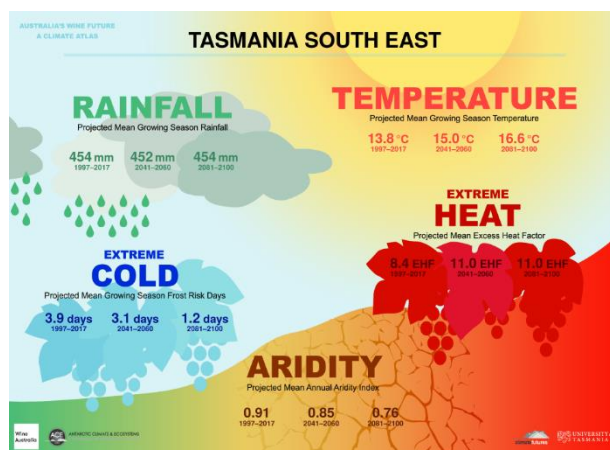 AUSTRALIA'S WINE FUTURE
A CLIMATE ATLAS
TASMANIA SOUTH EAST
RAINFALL
Projected Mean Growing Season Rainfall
454 mm 452 mm 454 mm
1997–2017 2041–2060 2081–2100
TEMPERATURE
Projected Mean Growing Season Temperature
13.8 °C 15.0 °C 16.6 °C
1997–2017 2041–2060 2081–2100
EXTREME
HEAT
Projected Mean Excess Heat Factor
8.4 EHF 11.0 EHF 11.0 EHF
1997–2017 2041–2060 2081–2100
EXTREME
COLD
Projected Mean Growing Season Frost Risk Days
3.9 days 3.1 days 1.2 days
1997–2017 2041–2060 2081–2100
ARIDITY
Projected Mean Annual Aridity Index
0.91 0.85 0.76
1997–2017 2041–2060 2081–2100
Wine
Australia
ANTARCTIC CLIMATE & ECOSYSTEMS
UNIVERSITY of
TASMANIA